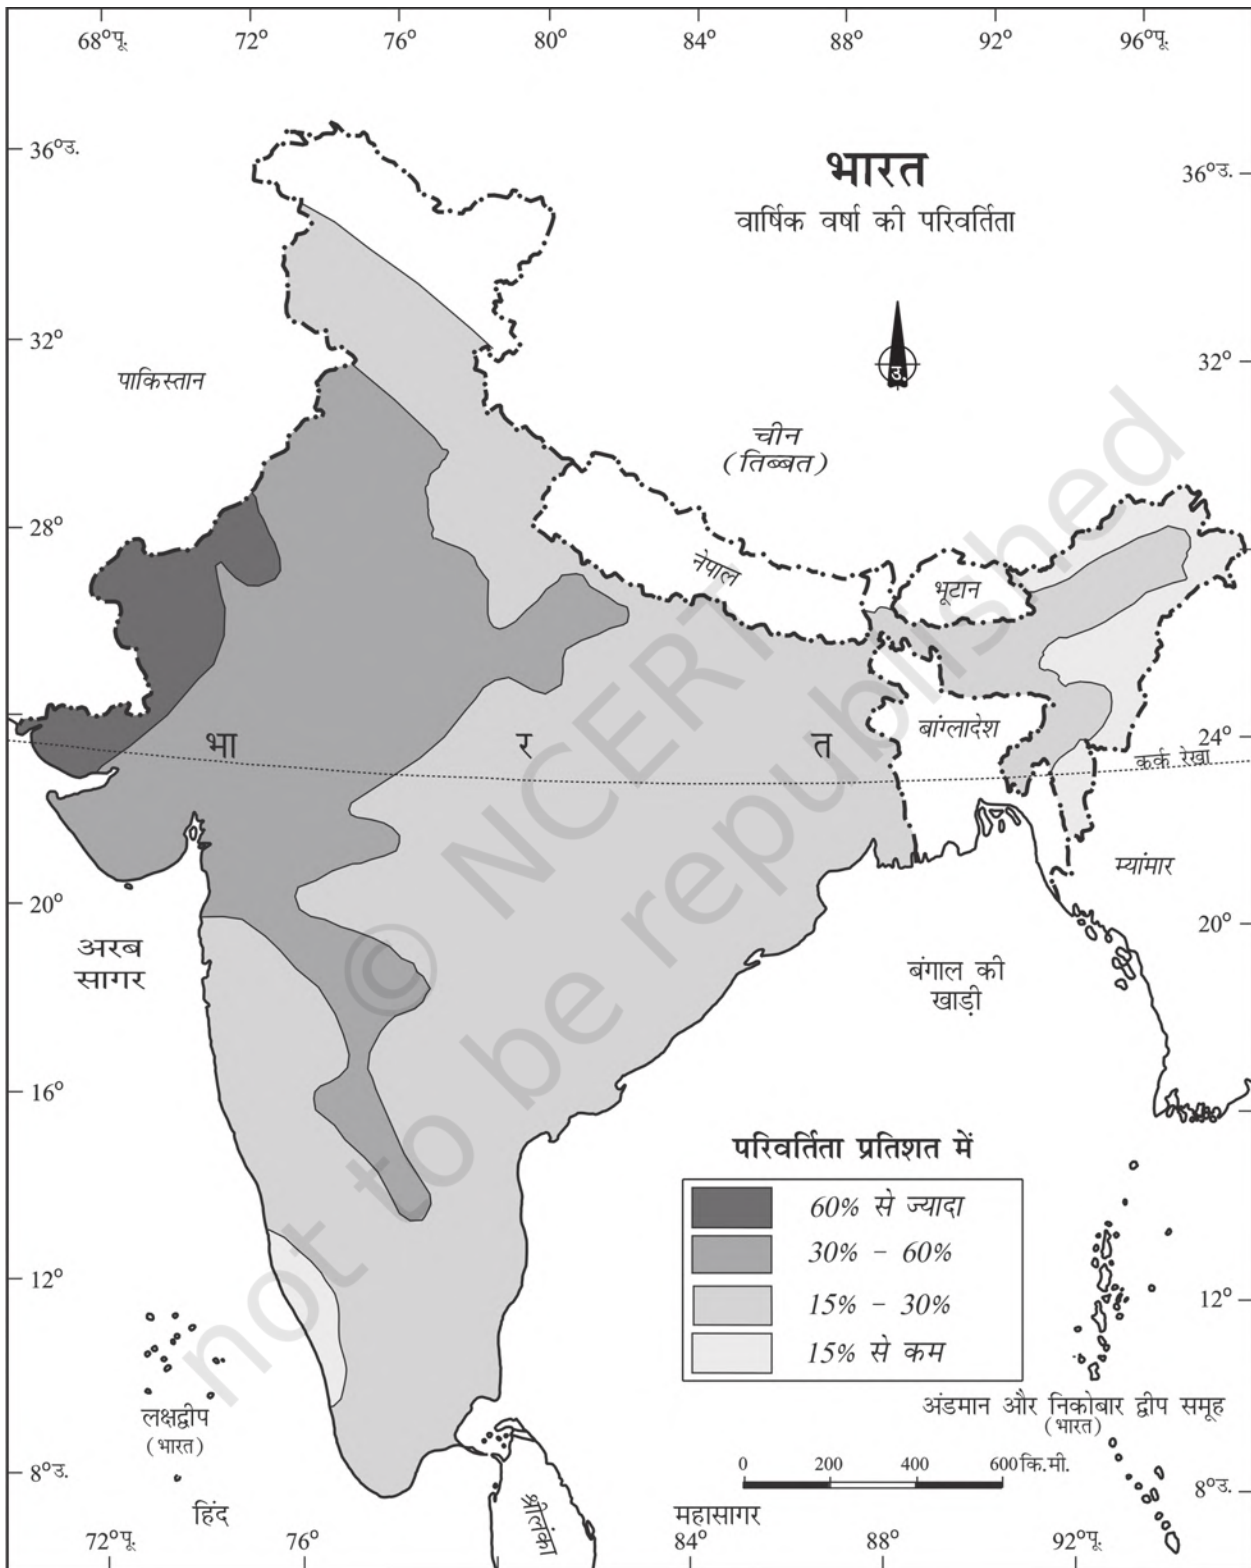 68°पू. 72° 76° 80° 84° 88° 92° 96°पू.
36°उ. 36°उ.
भारत
वार्षिक वर्षा की परिवर्तिता
32° 32°
उ.
पाकिस्तान
चीन
(तिब्बत)
28°
नेपाल
भूटान
भा र त
बांग्लादेश
24°
कर्क रेखा
म्यांमार
20° 20°
अरब
सागर
बंगाल की
खाड़ी
© NCERT
not to be republished
16°
परिवर्तिता प्रतिशत में
60% से ज्यादा
30% - 60%
15% - 30%
15% से कम
12° 12°
लक्षद्वीप
(भारत)
अंडमान और निकोबार द्वीप समूह
(भारत)
0 200 400 600कि.मी.
8°उ. 8°उ.
हिंद महासागर
श्रीलंका
72°पू. 76° 84° 88° 92°पू.